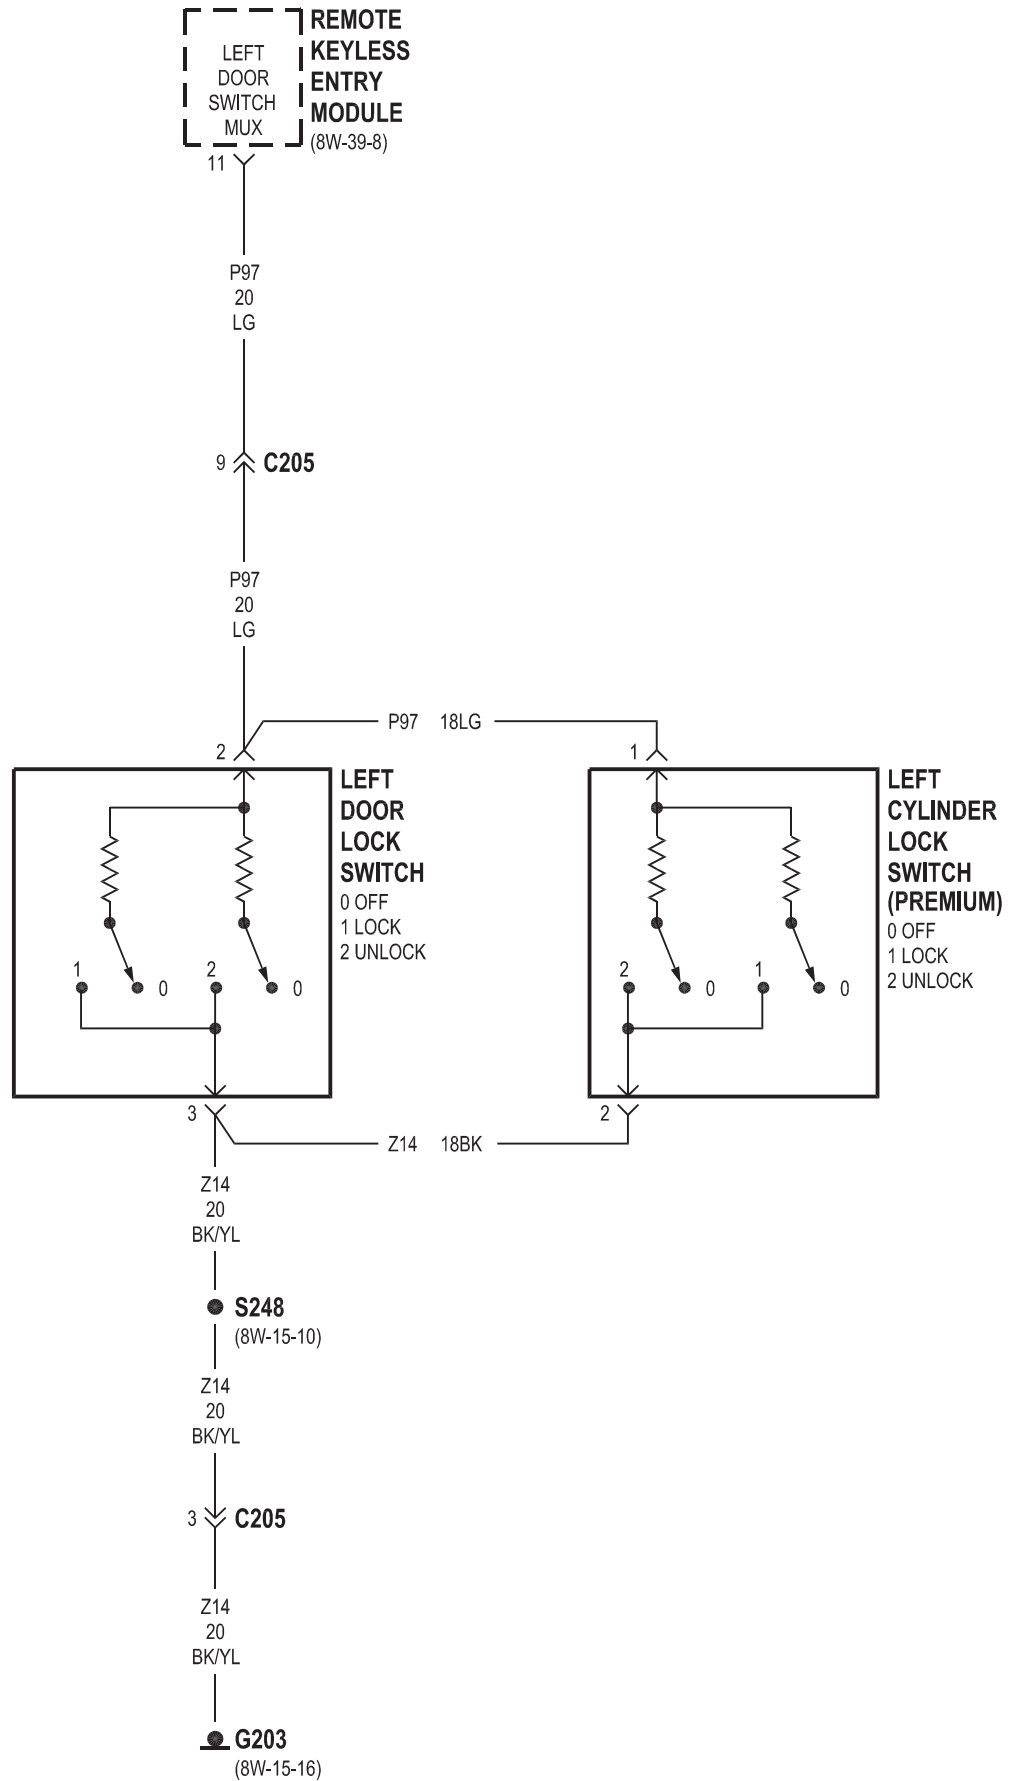 REMOTE
KEYLESS
ENTRY
MODULE
(8W-39-8)
LEFT
DOOR
SWITCH
MUX
11
P97
20
LG
9
C205
P97
20
LG
P97 18LG
2
1
LEFT
DOOR
LOCK
SWITCH
0 OFF
1 LOCK
2 UNLOCK
1
0
2
0
LEFT
CYLINDER
LOCK
SWITCH
(PREMIUM)
0 OFF
1 LOCK
2 UNLOCK
2
0
1
0
3
2
Z14 18BK
Z14
20
BK/YL
S248
(8W-15-10)
Z14
20
BK/YL
3
C205
Z14
20
BK/YL
G203
(8W-15-16)